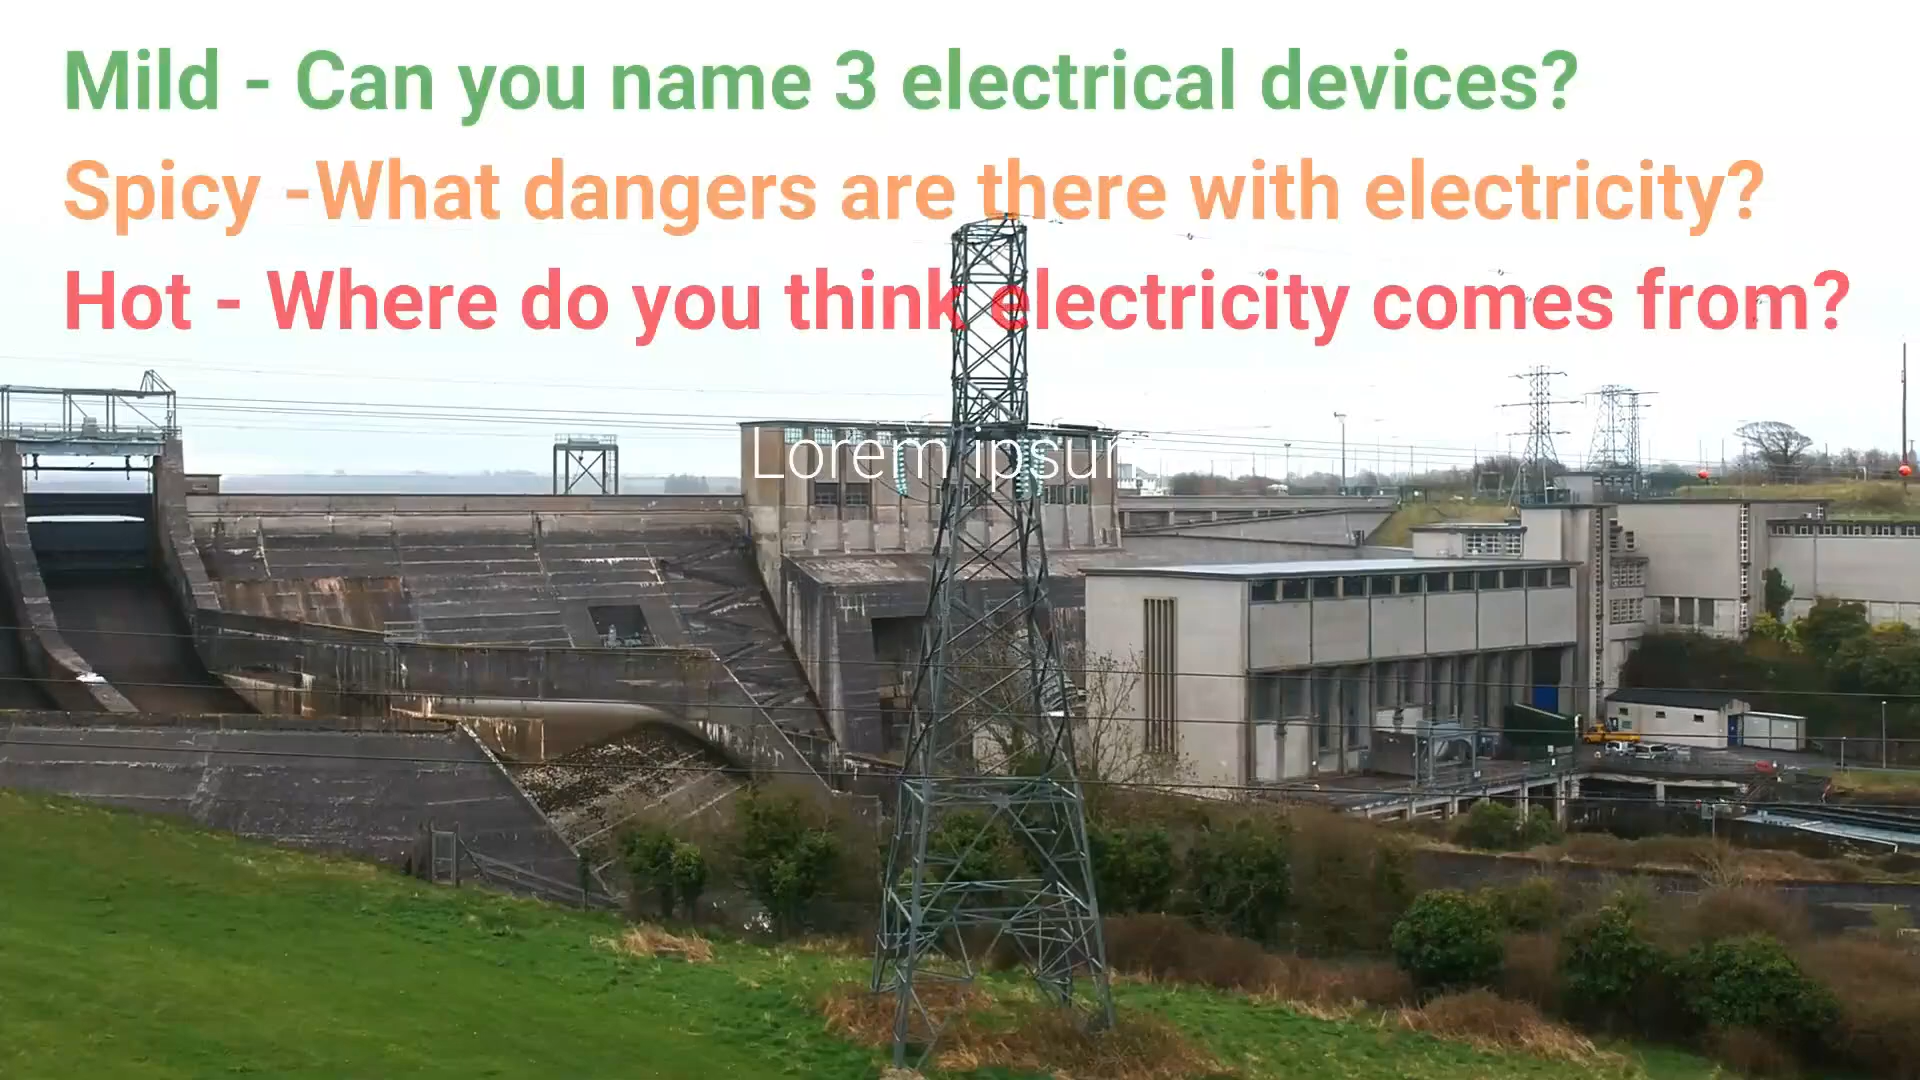 Mild - Can you name 3 electrical devices?
Spicy -What dangers are there with electricity?
Hot - Where do you think electricity comes from?
Lorem ipsum